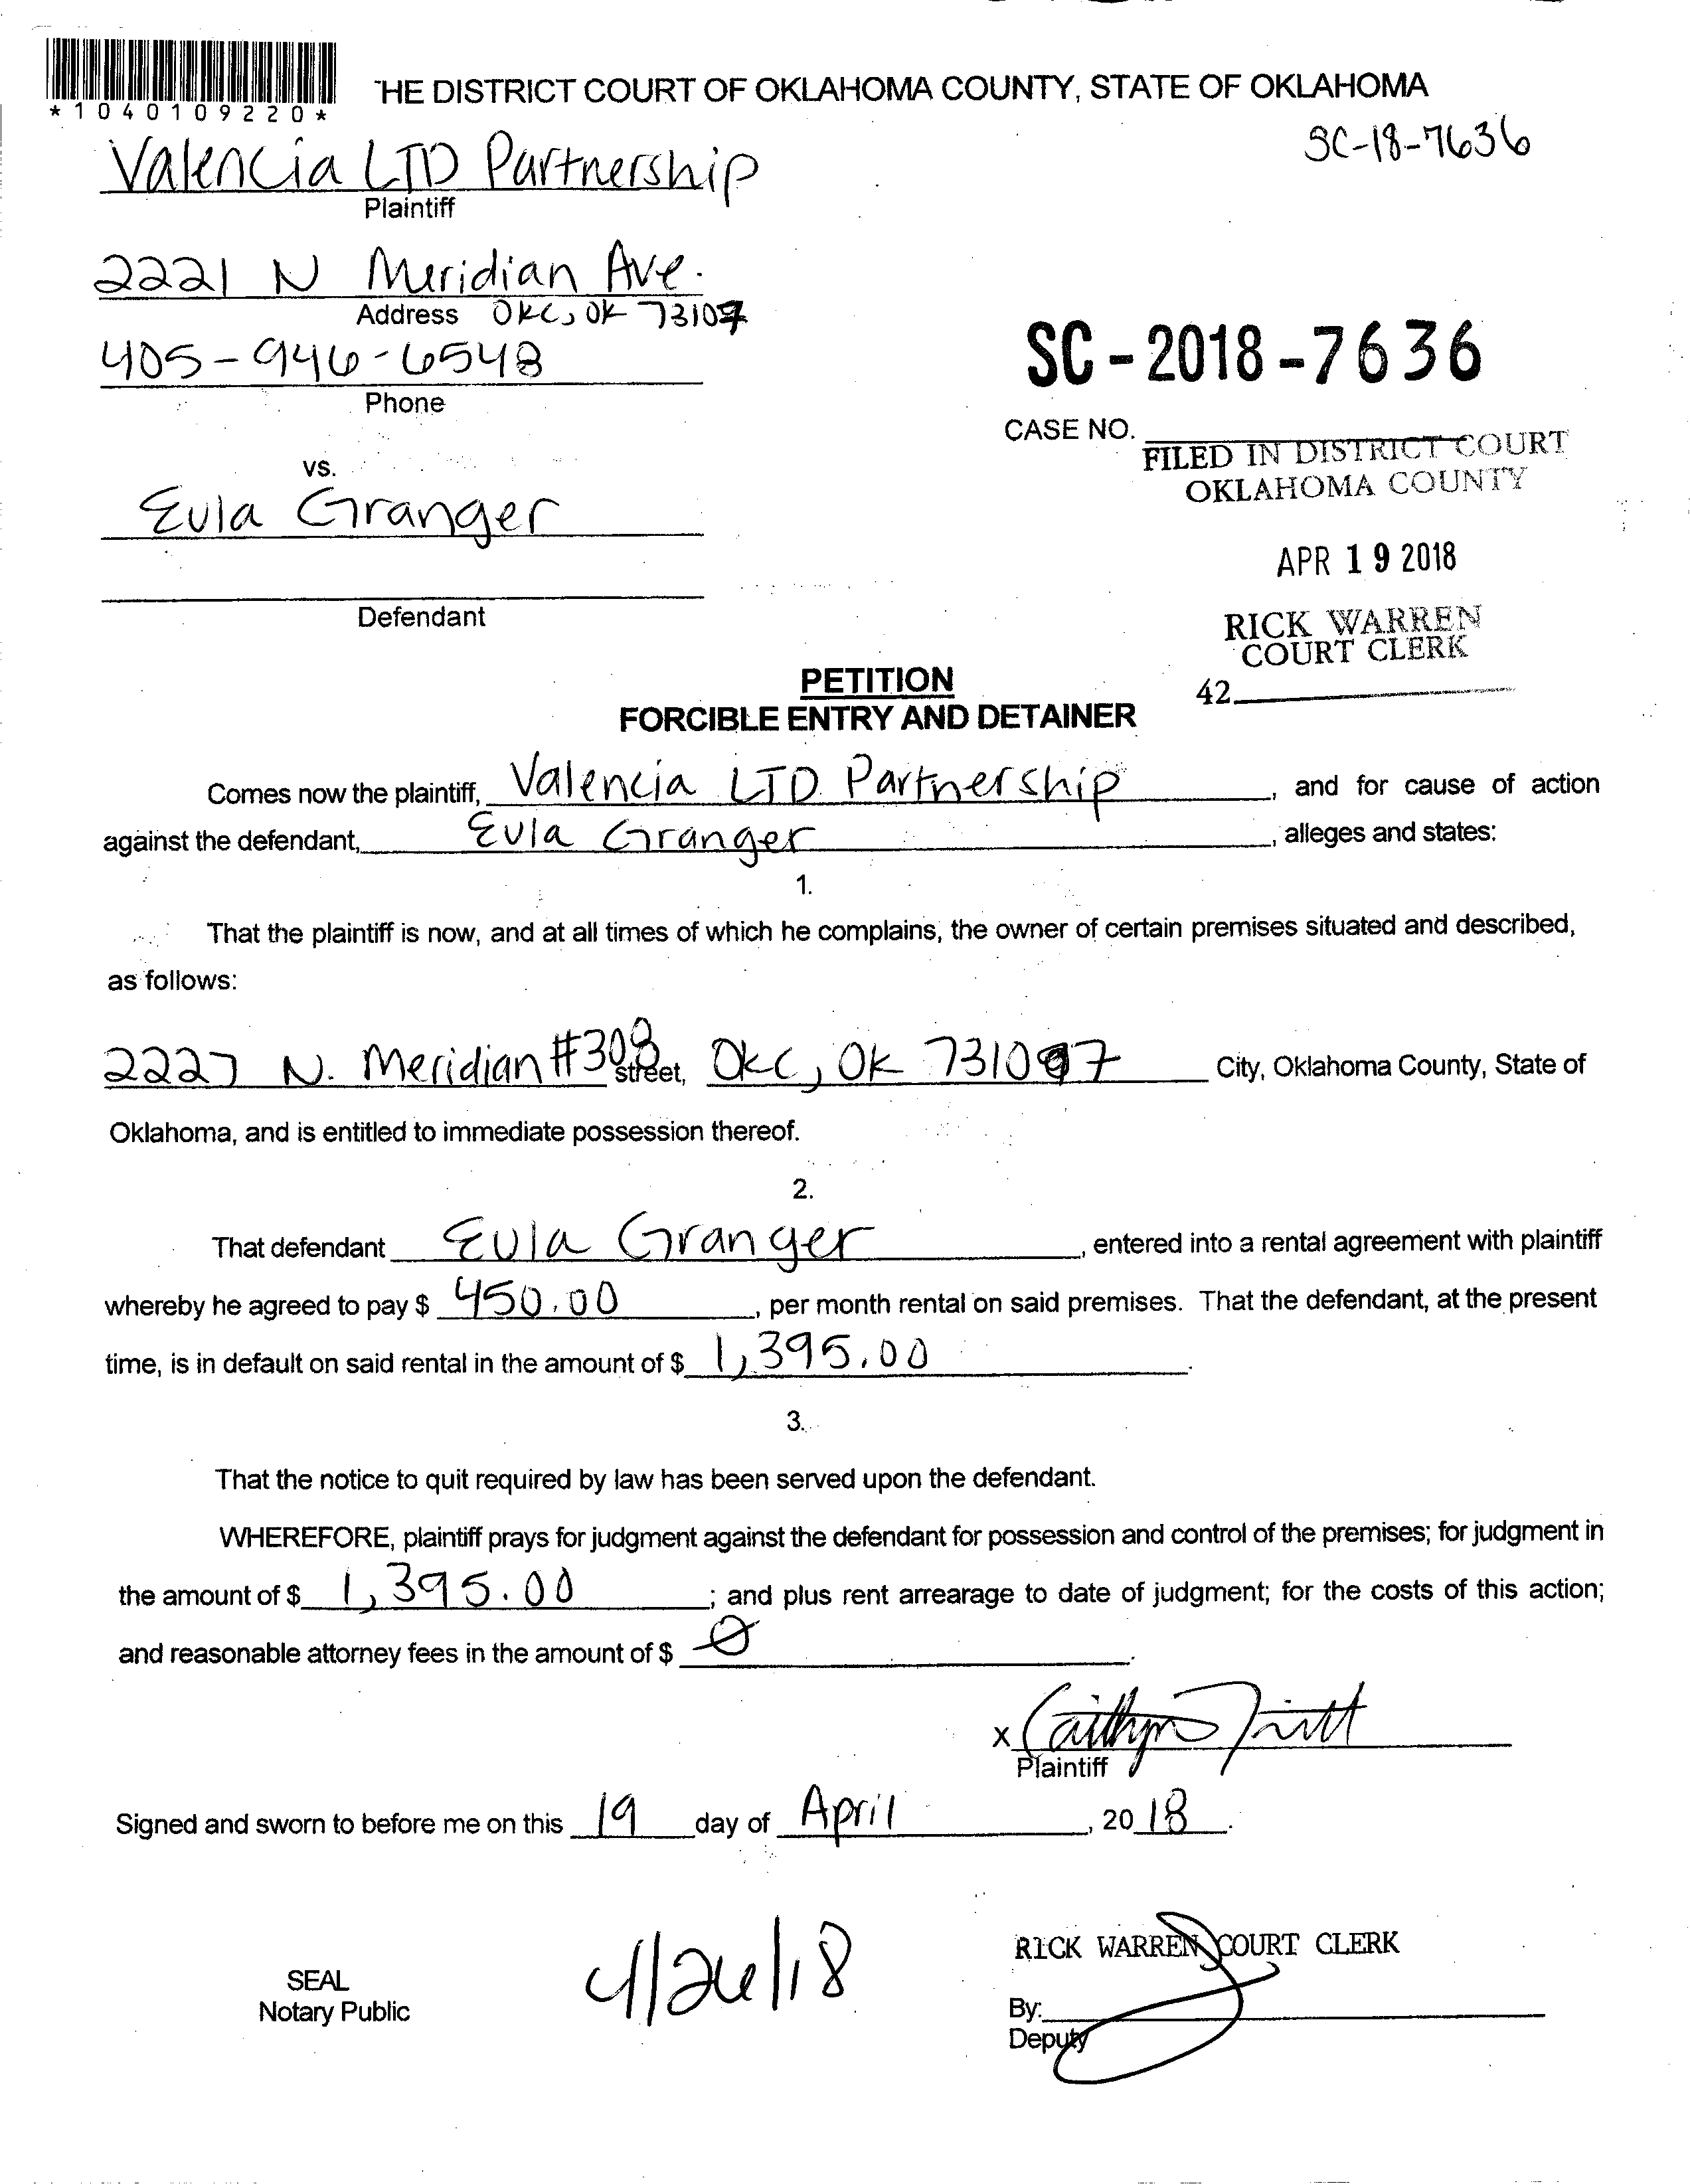 *1040109220*
THE DISTRICT COURT OF OKLAHOMA COUNTY, STATE OF OKLAHOMA
SC-18-7636
Valencia LTD Partnership
Plaintiff
2221 N Meridian Ave.
Address OKC, OK 73107
405-946-6548
Phone
SC-2018-7636
CASE NO.
FILED IN DISTRICT COURT
OKLAHOMA COUNTY
vs.
Eula Granger
APR 19 2018
Defendant
RICK WARREN
COURT CLERK
42
PETITION
FORCIBLE ENTRY AND DETAINER
Comes now the plaintiff, Valencia LTD Partnership, and for cause of action
against the defendant, Eula Granger, alleges and states:
1.
That the plaintiff is now, and at all times of which he complains, the owner of certain premises situated and described,
as follows:
2227 N. Meridian #308 street, OKC, OK 73107 City, Oklahoma County, State of
Oklahoma, and is entitled to immediate possession thereof.
2.
That defendant Eula Granger, entered into a rental agreement with plaintiff
whereby he agreed to pay $ 450.00, per month rental on said premises. That the defendant, at the present
time, is in default on said rental in the amount of $ 1,395.00.
3.
That the notice to quit required by law has been served upon the defendant.
WHEREFORE, plaintiff prays for judgment against the defendant for possession and control of the premises; for judgment in
the amount of $ 1,395.00; and plus rent arrearage to date of judgment; for the costs of this action;
and reasonable attorney fees in the amount of $ 0.
x Caithyn Tritt
Plaintiff
Signed and sworn to before me on this 19 day of April, 2018.
4/26/18
RICK WARREN COURT CLERK
SEAL
Notary Public
By:
Deputy